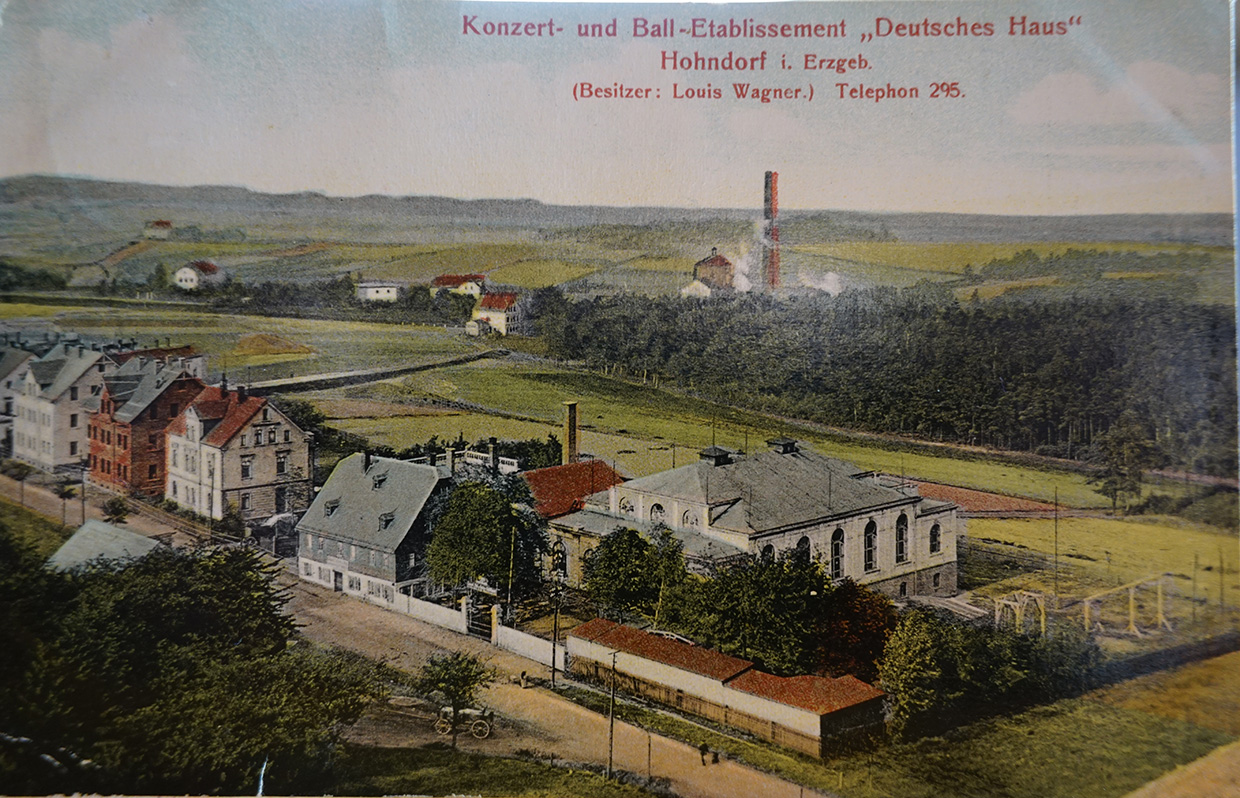 Konzert- und Ball-Etablissement „Deutsches Haus“
Hohndorf i. Erzgeb.
(Besitzer: Louis Wagner.) Telephon 295.